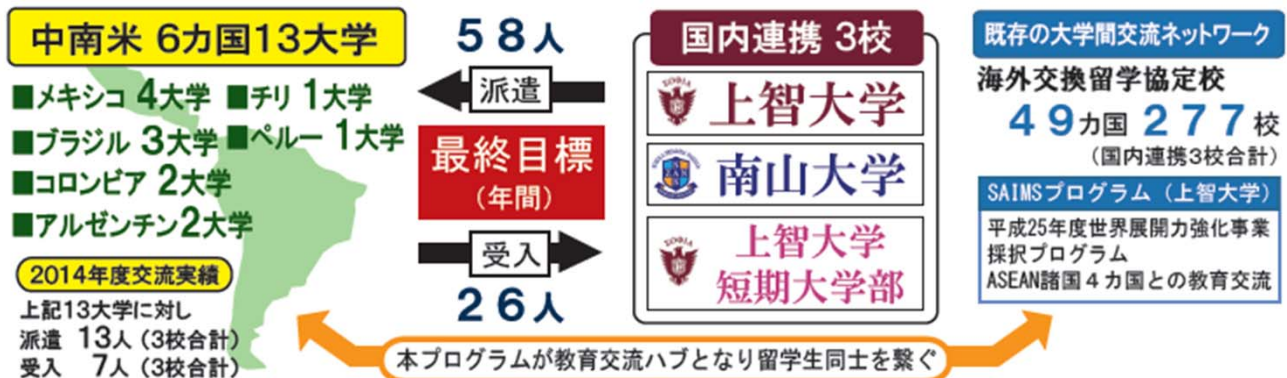 中南米 6カ国13大学
■メキシコ 4大学 ■チリ 1大学
■ブラジル 3大学 ■ペルー 1大学
■コロンビア 2大学
■アルゼンチン2大学
2014年度交流実績
上記13大学に対し
派遣 13人 (3校合計)
受入 7人 (3校合計)
58人
派遣
最終目標
(年間)
受入
26人
国内連携 3校
上智大学
南山大学
上智大学
短期大学部
既存の大学間交流ネットワーク
海外交換留学協定校
49カ国 277校
(国内連携3校合計)
SAIMSプログラム (上智大学)
平成25年度世界展開力強化事業
採択プログラム
ASEAN諸国4カ国との教育交流
本プログラムが教育交流ハブとなり留学生同士を繋ぐ